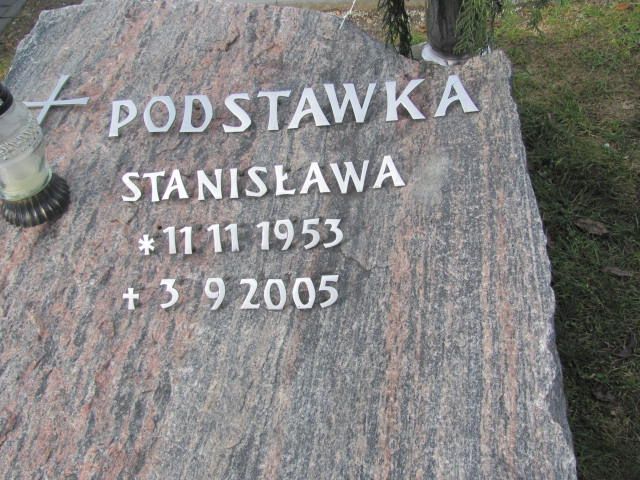 PODSTAWKA
STANISŁAWA
* 11 11 1953
+ 3 9 2005